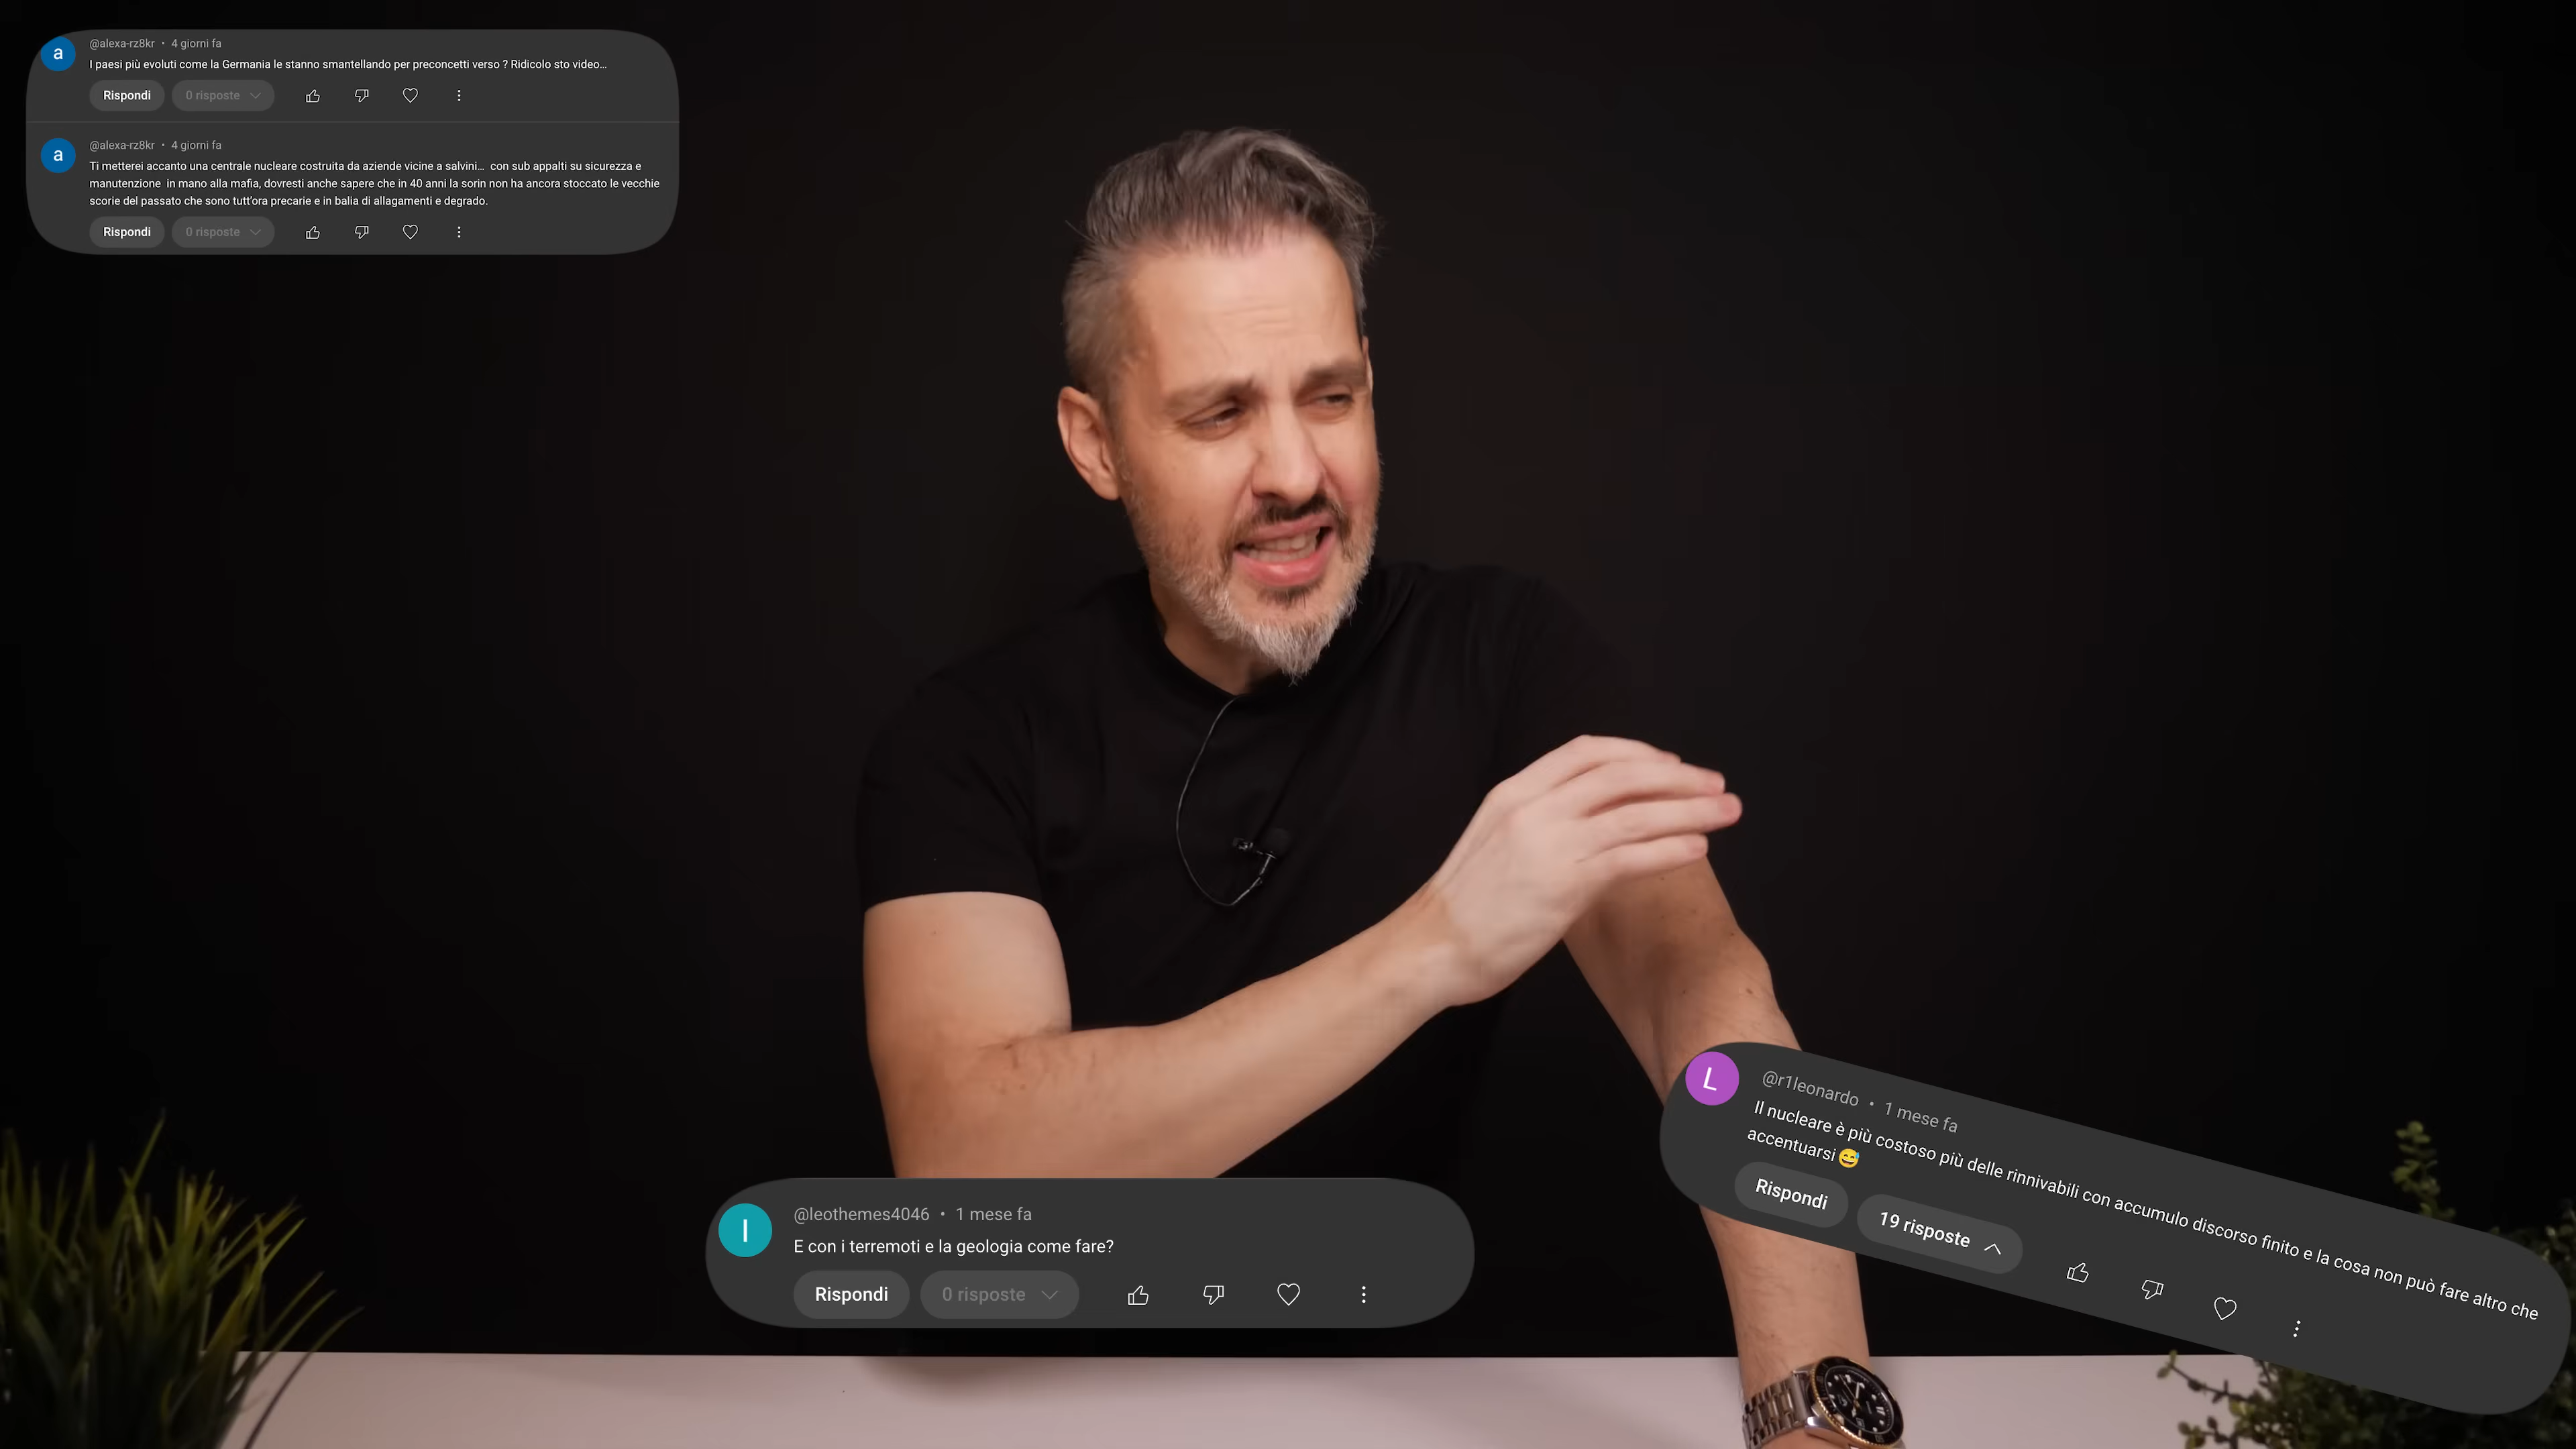 a
@alexa-rz8kr • 4 giorni fa
I paesi più evoluti come la Germania le stanno smantellando per preconcetti verso ? Ridicolo sto video…
Rispondi
0 risposte
a
@alexa-rz8kr • 4 giorni fa
Ti metterei accanto una centrale nucleare costruita da aziende vicine a salvini… con sub appalti su sicurezza e
manutenzione in mano alla mafia, dovresti anche sapere che in 40 anni la sorin non ha ancora stoccato le vecchie
scorie del passato che sono tutt'ora precarie e in balia di allagamenti e degrado.
Rispondi
0 risposte
L
@r1leonardo • 1 mese fa
Il nucleare è più costoso più delle rinnivabili con accumulo discorso finito e la cosa non può fare altro che
accentuarsi 😅
Rispondi
19 risposte
l
@leothemes4046 • 1 mese fa
E con i terremoti e la geologia come fare?
Rispondi
0 risposte